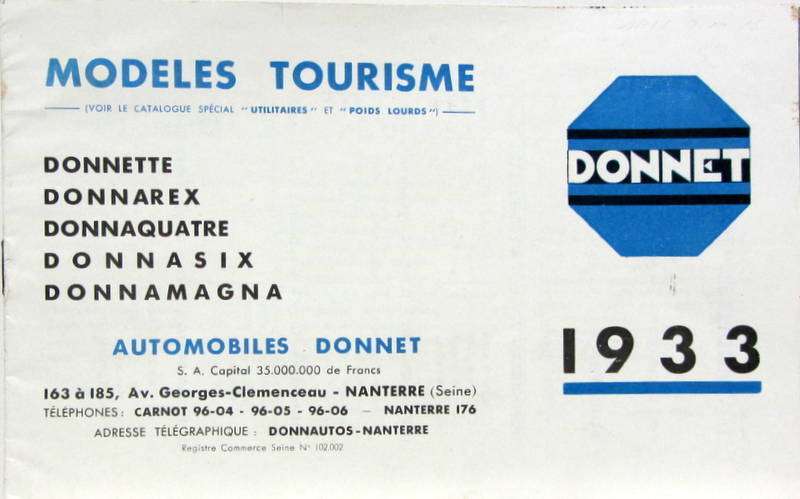 MODELES TOURISME
(VOIR LE CATALOGUE SPÉCIAL "UTILITAIRES" ET "POIDS LOURDS")
DONNETTE
DONNAREX
DONNAQUATRE
DONNASIX
DONNAMAGNA
DONNET
1933
AUTOMOBILES DONNET
S. A. Capital 35.000.000 de Francs
163 à 185, Av. Georges-Clemenceau - NANTERRE (Seine)
TÉLÉPHONES: CARNOT 96-04 - 96-05 - 96-06 — NANTERRE 176
ADRESSE TÉLÉGRAPHIQUE : DONNAUTOS-NANTERRE
Registre Commerce Seine N° 102.002